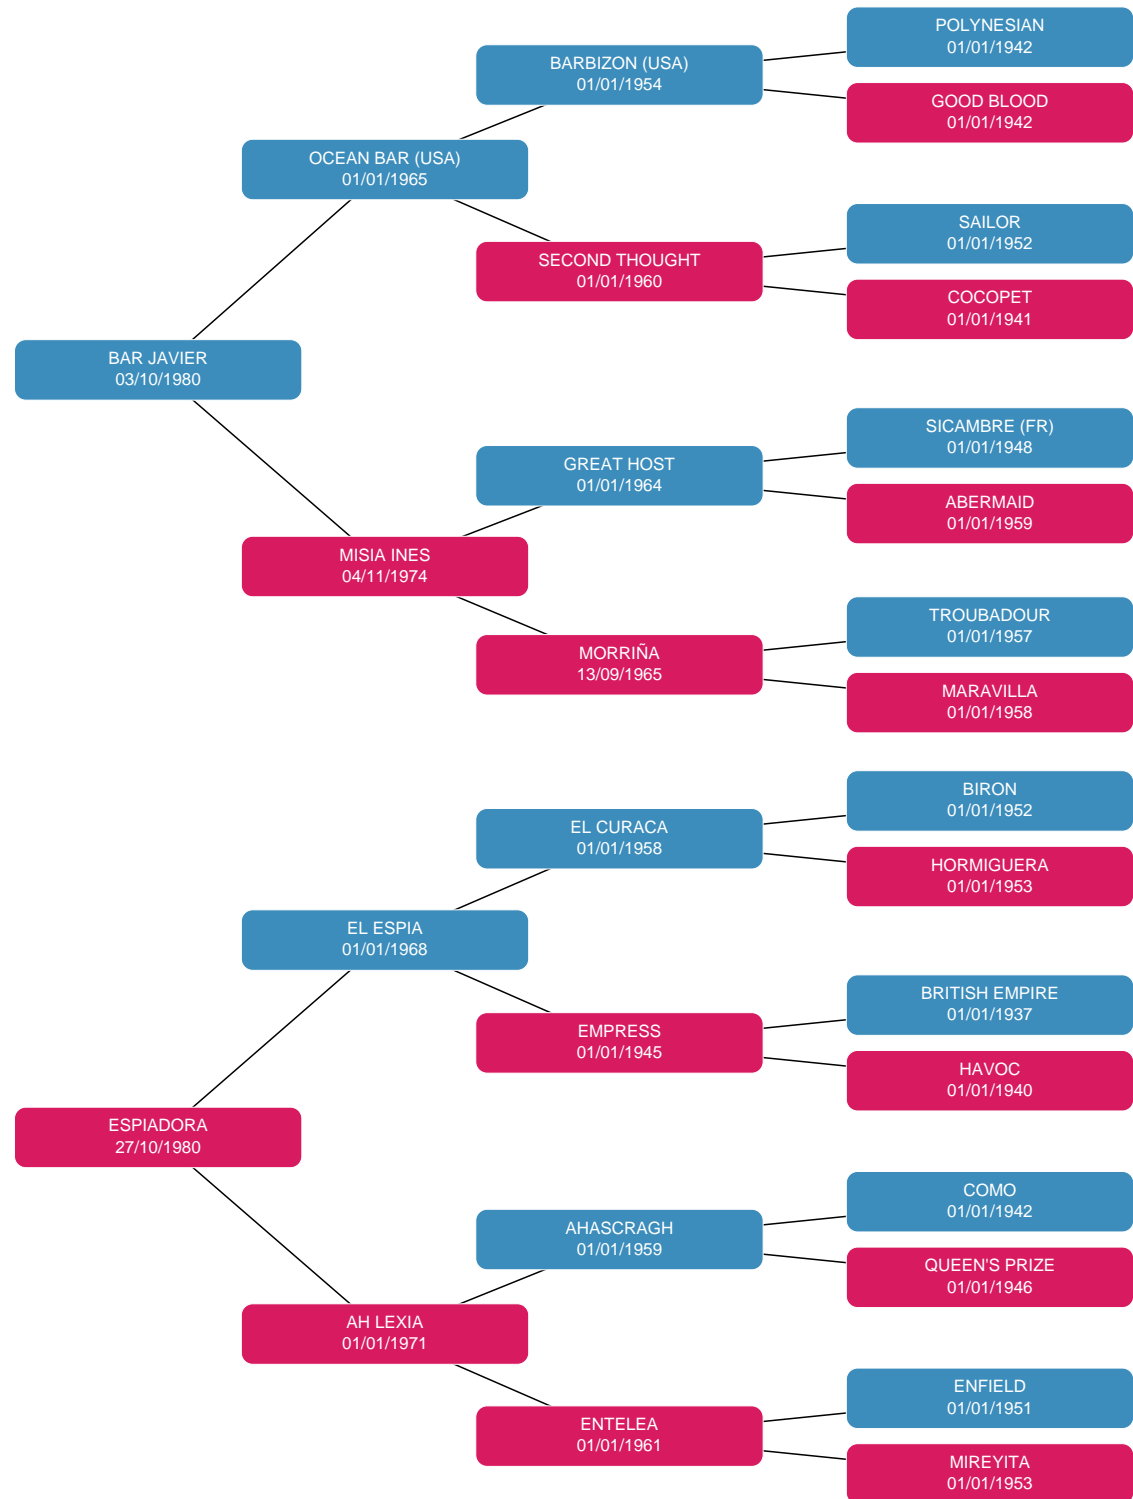 POLYNESIAN
01/01/1942
BARBIZON (USA)
01/01/1954
GOOD BLOOD
01/01/1942
OCEAN BAR (USA)
01/01/1965
SAILOR
01/01/1952
SECOND THOUGHT
01/01/1960
COCOPET
01/01/1941
BAR JAVIER
03/10/1980
SICAMBRE (FR)
01/01/1948
GREAT HOST
01/01/1964
ABERMAID
01/01/1959
MISIA INES
04/11/1974
TROUBADOUR
01/01/1957
MORRIÑA
13/09/1965
MARAVILLA
01/01/1958
BIRON
01/01/1952
EL CURACA
01/01/1958
HORMIGUERA
01/01/1953
EL ESPIA
01/01/1968
BRITISH EMPIRE
01/01/1937
EMPRESS
01/01/1945
HAVOC
01/01/1940
ESPIADORA
27/10/1980
COMO
01/01/1942
AHASCRAGH
01/01/1959
QUEEN'S PRIZE
01/01/1946
AH LEXIA
01/01/1971
ENFIELD
01/01/1951
ENTELEA
01/01/1961
MIREYITA
01/01/1953